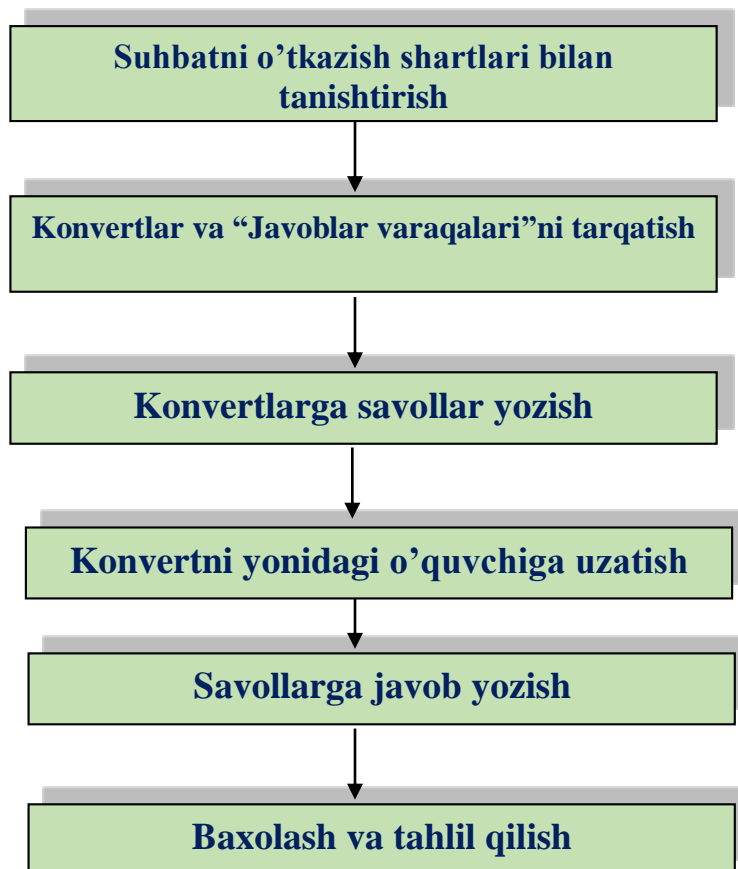 Suhbatni o’tkazish shartlari bilan
tanishtirish
Konvertlar va “Javoblar varaqalari”ni tarqatish
Konvertlarga savollar yozish
Konvertni yonidagi o’quvchiga uzatish
Savollarga javob yozish
Baxolash va tahlil qilish